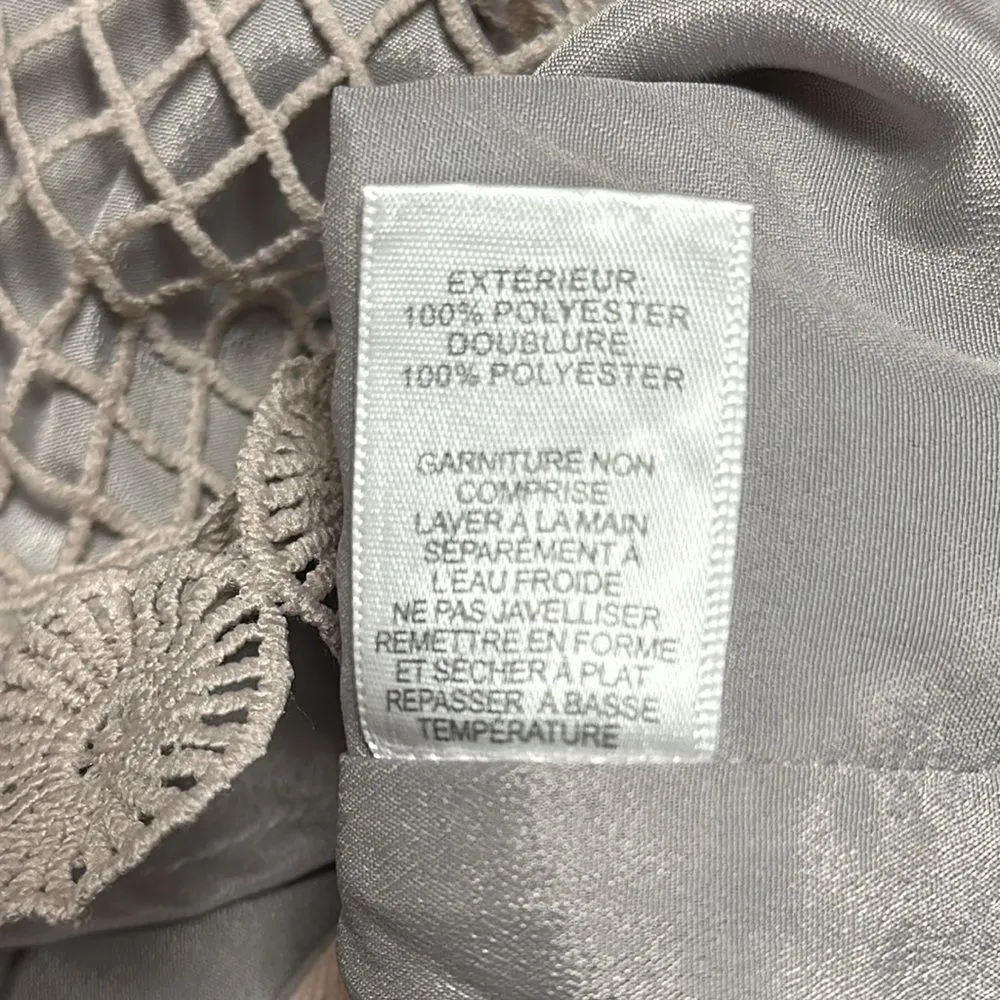 EXTÉRIEUR:
100% POLYESTER
DOUBLURE:
100% POLYESTER
GARNITURE NON
COMPRISE
LAVER À LA MAIN
SÉPARÉMENT À
L'EAU FROIDE
NE PAS JAVELLISER
REMETTRE EN FORME
ET SÉCHER À PLAT
REPASSER À BASSE
TEMPÉRATURE